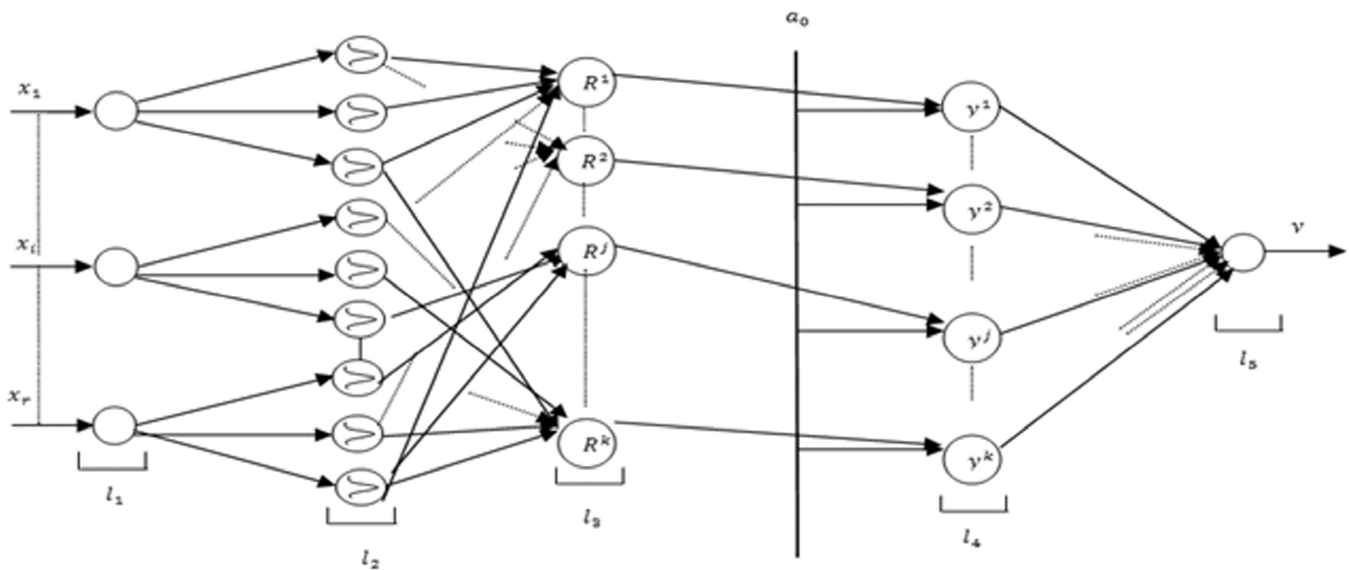 a₀
x₁
xᵢ
xᵣ
R¹
R²
Rʲ
Rᵏ
y¹
y²
yʲ
yᵏ
v
l₁
l₂
l₃
l₄
l₅